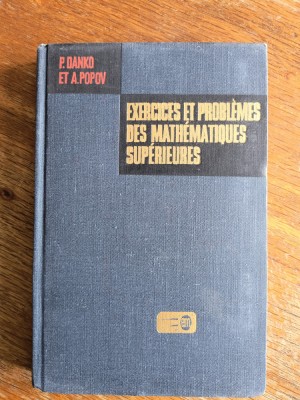 P. DANKO
ET A. POPOV
EXERCICES ET PROBLÈMES
DES MATHÉMATIQUES
SUPÉRIEURES